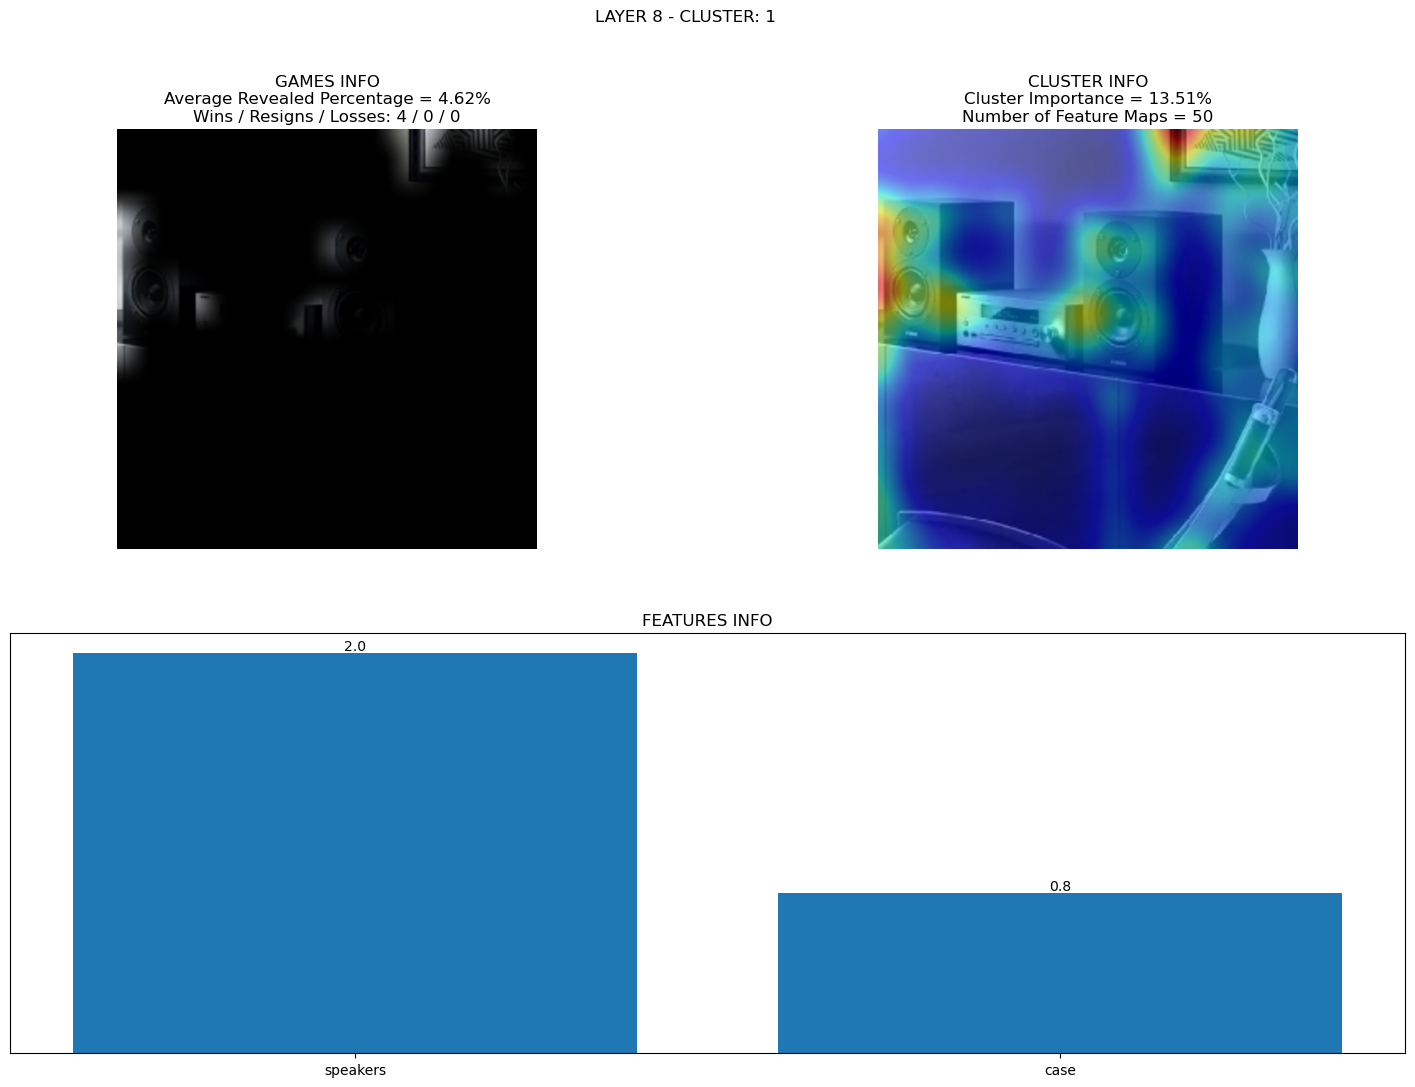 LAYER 8 - CLUSTER: 1
GAMES INFO
Average Revealed Percentage = 4.62%
Wins / Resigns / Losses: 4 / 0 / 0
CLUSTER INFO
Cluster Importance = 13.51%
Number of Feature Maps = 50
FEATURES INFO
2.0
0.8
speakers
case